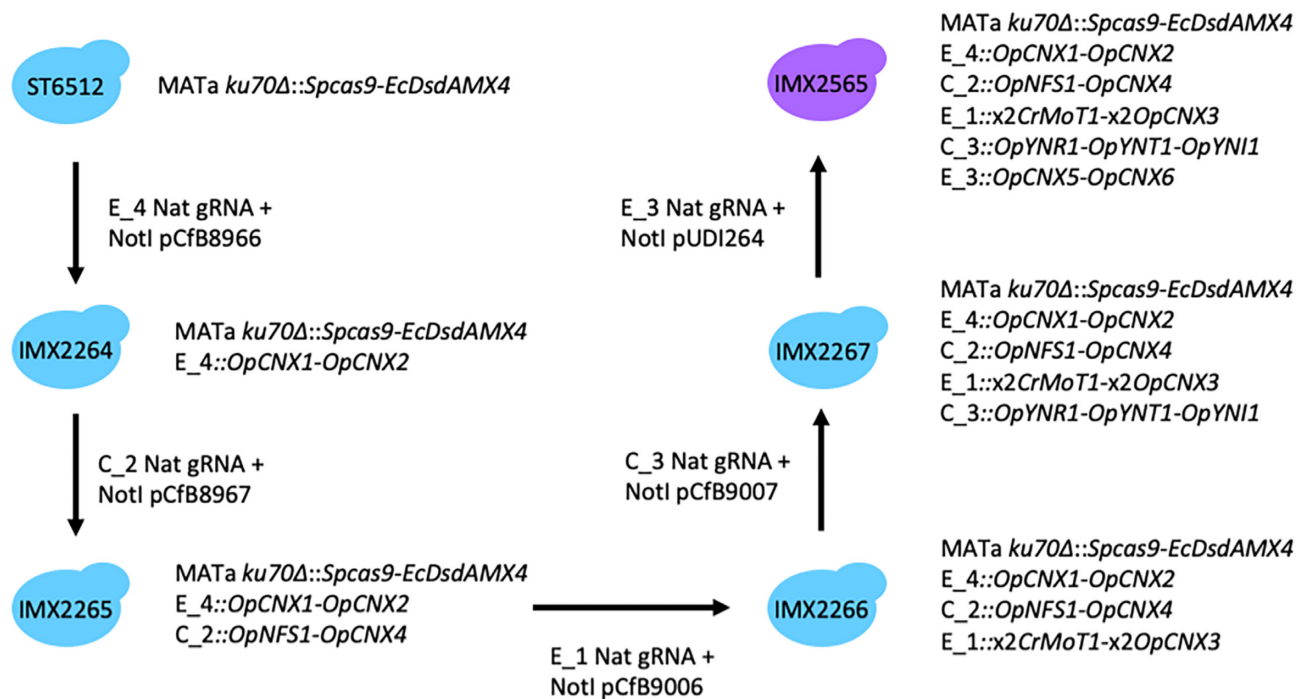 ST6512
MATa ku70Δ::Spcas9-EcDsdAMX4
E_4 Nat gRNA +
NotI pCfB8966
IMX2264
MATa ku70Δ::Spcas9-EcDsdAMX4
E_4::OpCNX1-OpCNX2
C_2 Nat gRNA +
NotI pCfB8967
IMX2265
MATa ku70Δ::Spcas9-EcDsdAMX4
E_4::OpCNX1-OpCNX2
C_2::OpNFS1-OpCNX4
E_1 Nat gRNA +
NotI pCfB9006
IMX2266
MATa ku70Δ::Spcas9-EcDsdAMX4
E_4::OpCNX1-OpCNX2
C_2::OpNFS1-OpCNX4
E_1::x2CrMoT1-x2OpCNX3
C_3 Nat gRNA +
NotI pCfB9007
IMX2267
MATa ku70Δ::Spcas9-EcDsdAMX4
E_4::OpCNX1-OpCNX2
C_2::OpNFS1-OpCNX4
E_1::x2CrMoT1-x2OpCNX3
C_3::OpYNR1-OpYNT1-OpYNI1
E_3 Nat gRNA +
NotI pUDI264
IMX2565
MATa ku70Δ::Spcas9-EcDsdAMX4
E_4::OpCNX1-OpCNX2
C_2::OpNFS1-OpCNX4
E_1::x2CrMoT1-x2OpCNX3
C_3::OpYNR1-OpYNT1-OpYNI1
E_3::OpCNX5-OpCNX6